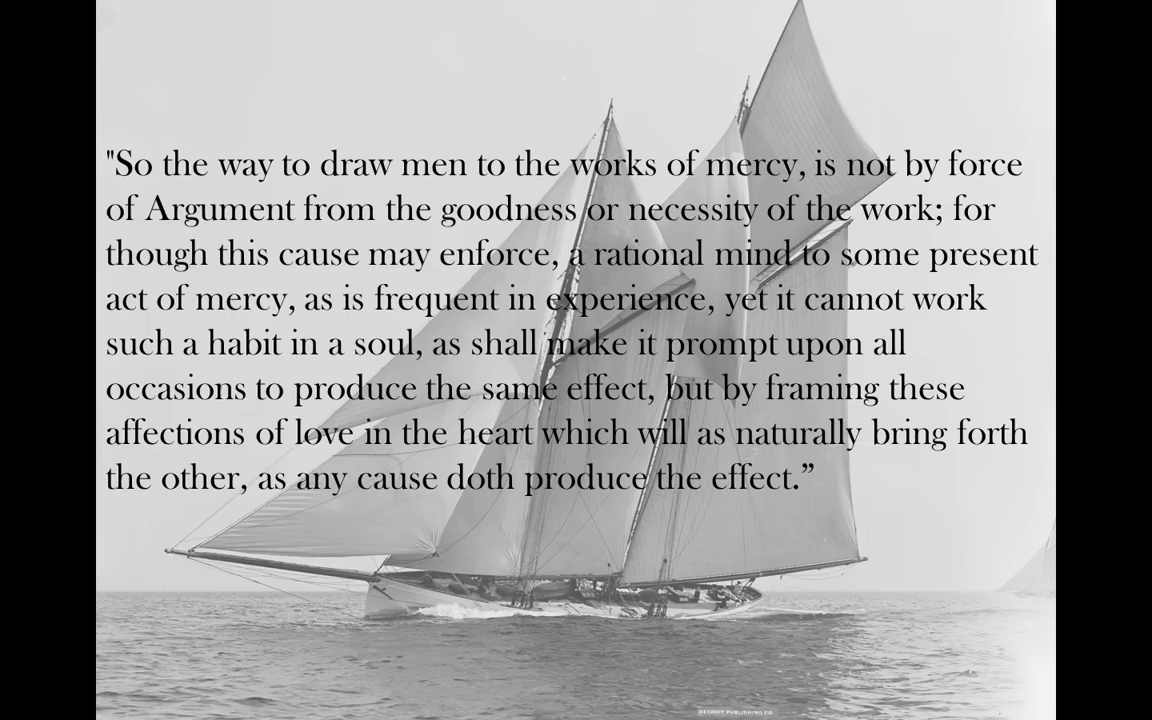 "So the way to draw men to the works of mercy, is not by force
of Argument from the goodness or necessity of the work; for
though this cause may enforce, a rational mind to some present
act of mercy, as is frequent in experience, yet it cannot work
such a habit in a soul, as shall make it prompt upon all
occasions to produce the same effect, but by framing these
affections of love in the heart which will as naturally bring forth
the other, as any cause doth produce the effect.”
DETROIT PUBLISHING CO.